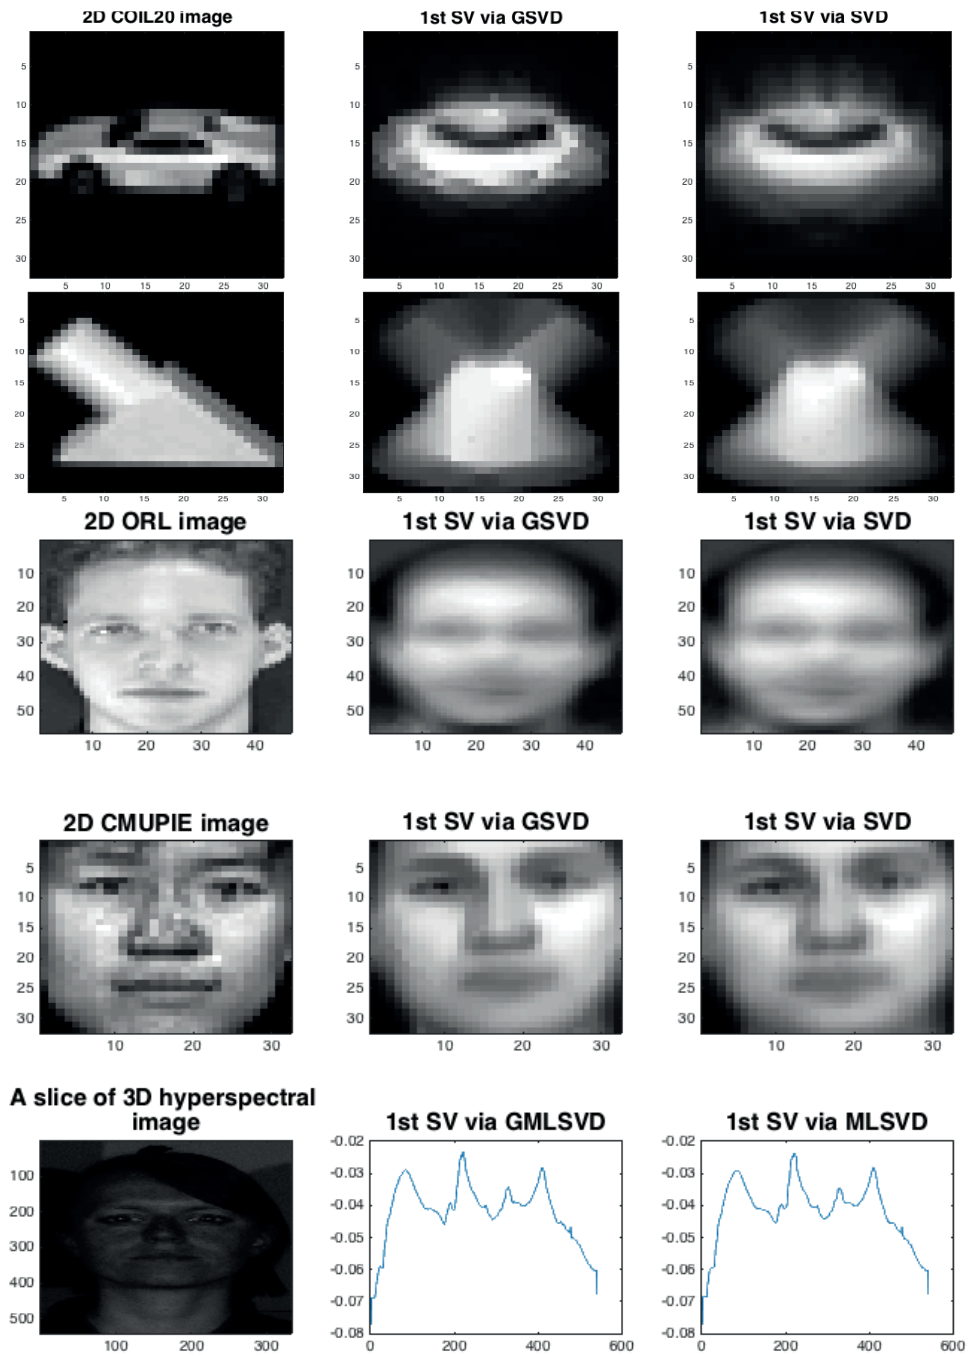 2D COIL20 image 1st SV via GSVD 1st SV via SVD
5 5 5
10 10 10
15 15 15
20 20 20
25 25 25
30 30 30
5 10 15 20 25 30 5 10 15 20 25 30 5 10 15 20 25 30
5 5 5
10 10 10
15 15 15
20 20 20
25 25 25
30 30 30
5 10 15 20 25 30 5 10 15 20 25 30 5 10 15 20 25 30
2D ORL image 1st SV via GSVD 1st SV via SVD
10 10 10
20 20 20
30 30 30
40 40 40
50 50 50
10 20 30 40 10 20 30 40 10 20 30 40
2D CMUPIE image 1st SV via GSVD 1st SV via SVD
5 5 5
10 10 10
15 15 15
20 20 20
25 25 25
30 30 30
10 20 30 10 20 30 10 20 30
A slice of 3D hyperspectral
image 1st SV via GMLSVD 1st SV via MLSVD
-0.02 -0.02
100 -0.03 -0.03
200 -0.04 -0.04
300 -0.05 -0.05
400 -0.06 -0.06
500 -0.07 -0.07
-0.08 -0.08
100 200 300 0 200 400 600 0 200 400 600